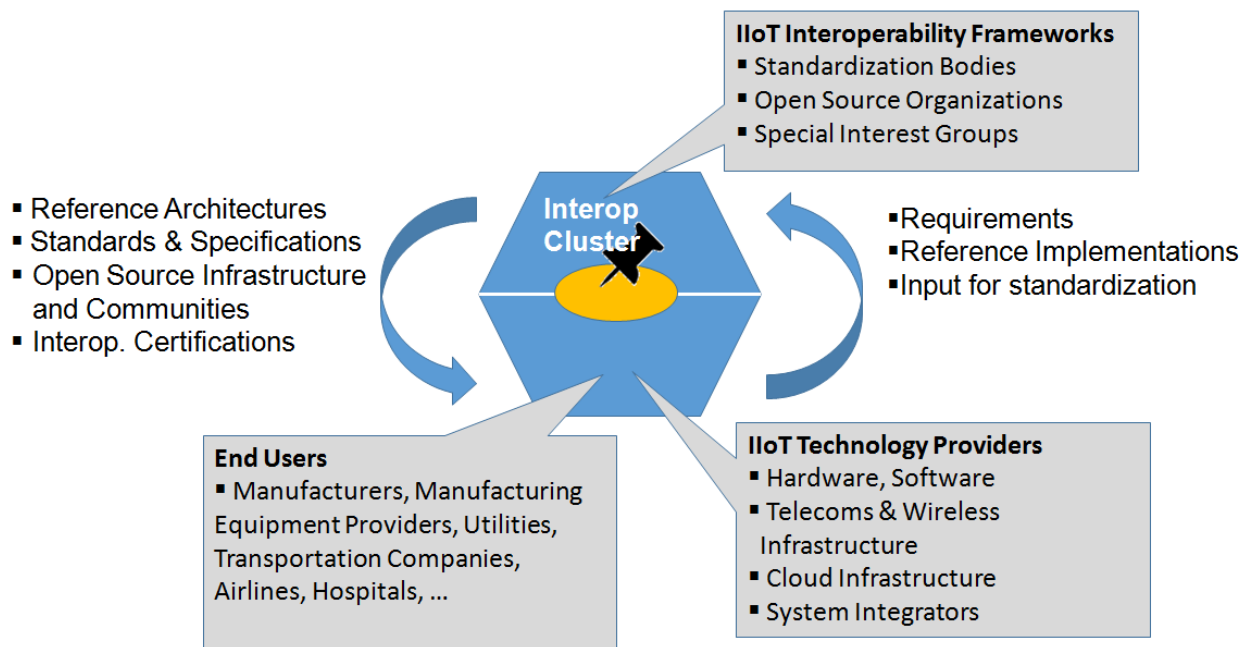 IIoT Interoperability Frameworks
▪ Standardization Bodies
▪ Open Source Organizations
▪ Special Interest Groups
Interop
Cluster
▪ Reference Architectures
▪ Standards & Specifications
▪ Open Source Infrastructure
and Communities
▪ Interop. Certifications
▪Requirements
▪Reference Implementations
▪Input for standardization
End Users
▪ Manufacturers, Manufacturing
Equipment Providers, Utilities,
Transportation Companies,
Airlines, Hospitals, ...
IIoT Technology Providers
▪ Hardware, Software
▪ Telecoms & Wireless
Infrastructure
▪ Cloud Infrastructure
▪ System Integrators